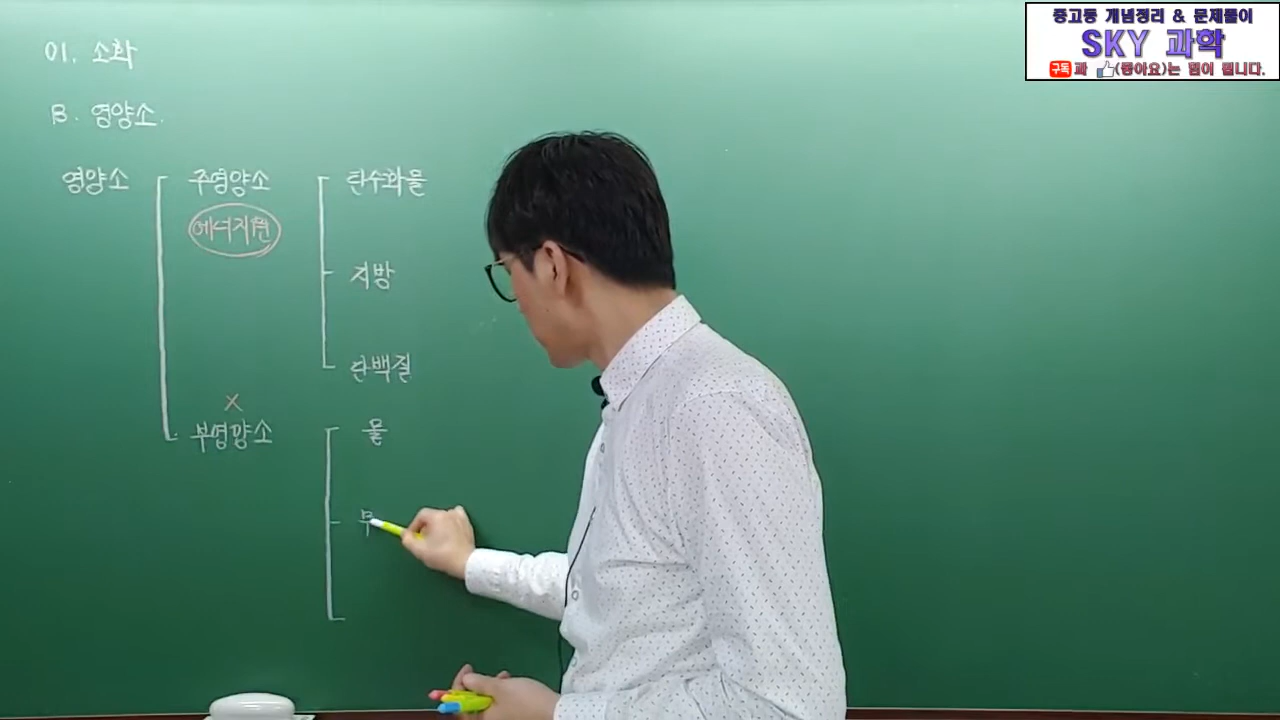 중고등 개념정리 & 문제풀이
SKY 과학
구독과 (좋아요)는 힘이 됩니다.
01. 소화
B. 영양소.
영양소
주영양소
에너지원
탄수화물
지방
단백질
×
부영양소
물
무